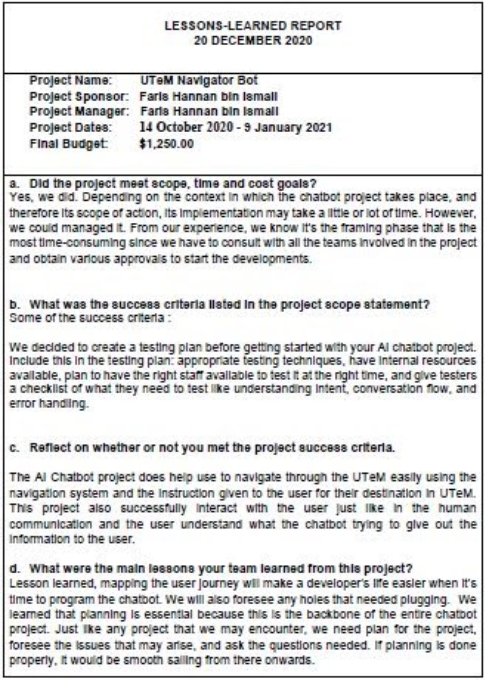 LESSONS-LEARNED REPORT
20 DECEMBER 2020
Project Name: UTeM Navigator Bot
Project Sponsor: Faris Hannan bin Ismail
Project Manager: Faris Hannan bin Ismail
Project Dates: 14 October 2020 - 9 January 2021
Final Budget: $1,250.00
a. Did the project meet scope, time and cost goals?
Yes, we did. Depending on the context in which the chatbot project takes place, and
therefore its scope of action, its implementation may take a little or lot of time. However,
we could managed it. From our experience, we know it's the framing phase that is the
most time-consuming since we have to consult with all the teams involved in the project
and obtain various approvals to start the developments.
b. What was the success criteria listed in the project scope statement?
Some of the success criteria :
We decided to create a testing plan before getting started with your AI chatbot project.
Include this in the testing plan: appropriate testing techniques, have internal resources
available, plan to have the right staff available to test it at the right time, and give testers
a checklist of what they need to test like understanding intent, conversation flow, and
error handling.
c. Reflect on whether or not you met the project success criteria.
The AI Chatbot project does help use to navigate through the UTeM easily using the
navigation system and the instruction given to the user for their destination in UTeM.
This project also successfully interact with the user just like in the human
communication and the user understand what the chatbot trying to give out the
information to the user.
d. What were the main lessons your team learned from this project?
Lesson learned, mapping the user journey will make a developer's life easier when it's
time to program the chatbot. We will also foresee any holes that needed plugging. We
learned that planning is essential because this is the backbone of the entire chatbot
project. Just like any project that we may encounter, we need plan for the project,
foresee the issues that may arise, and ask the questions needed. If planning is done
properly, it would be smooth sailing from there onwards.